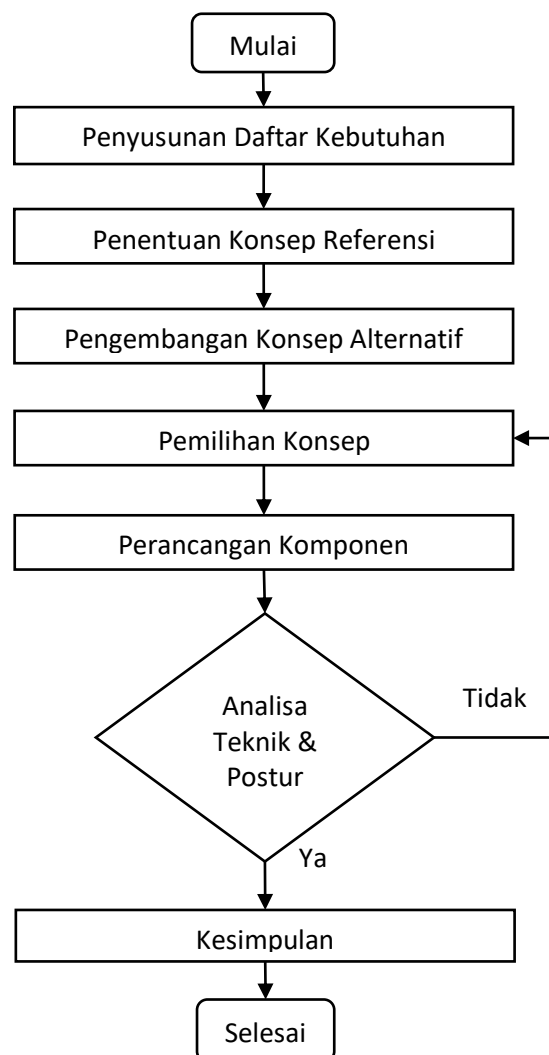 Mulai
Penyusunan Daftar Kebutuhan
Penentuan Konsep Referensi
Pengembangan Konsep Alternatif
Pemilihan Konsep
Perancangan Komponen
Analisa
Teknik &
Postur
Tidak
Ya
Kesimpulan
Selesai